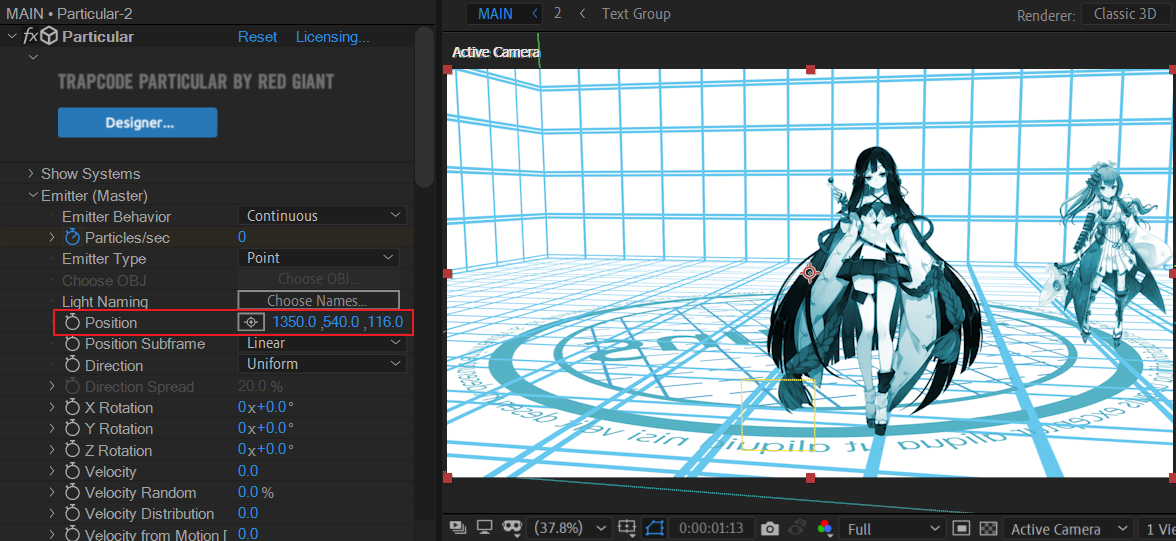 MAIN • Particular-2
fx Particular Reset Licensing...
TRAPCODE PARTICULAR BY RED GIANT
Designer...
Show Systems
Emitter (Master)
Emitter Behavior Continuous
Particles/sec 0
Emitter Type Point
Choose OBJ Choose OBJ...
Light Naming Choose Names...
Position 1350.0 ,540.0 ,116.0
Position Subframe Linear
Direction Uniform
Direction Spread 20.0 %
X Rotation 0x+0.0°
Y Rotation 0x+0.0°
Z Rotation 0x+0.0°
Velocity 0.0
Velocity Random 0.0 %
Velocity Distribution 0.0
Velocity from Motion [ 0.0
MAIN 2 Text Group
Renderer: Classic 3D
Active Camera
(37.8%) 0:00:01:13 Full Active Camera 1 Vie